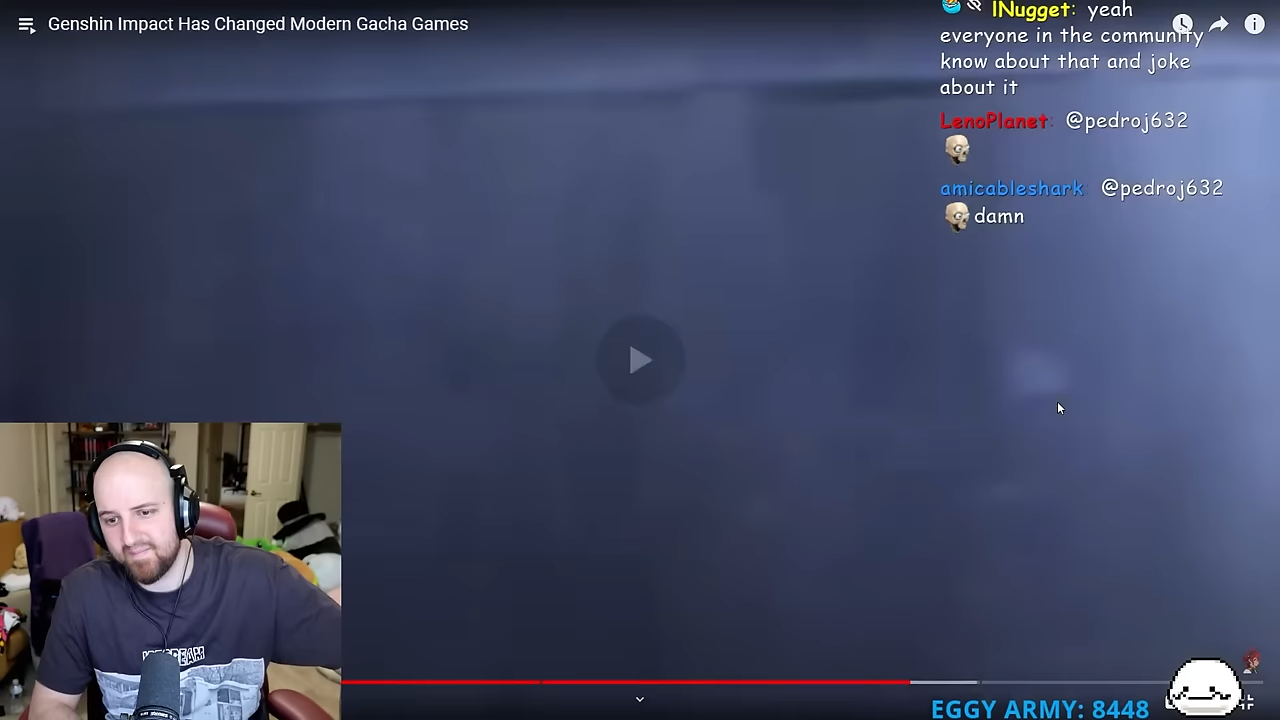 Genshin Impact Has Changed Modern Gacha Games
lNugget: yeah
everyone in the community
know about that and joke
about it
LenoPlanet: @pedroj632
amicableshark: @pedroj632
damn
EGGY ARMY: 8448